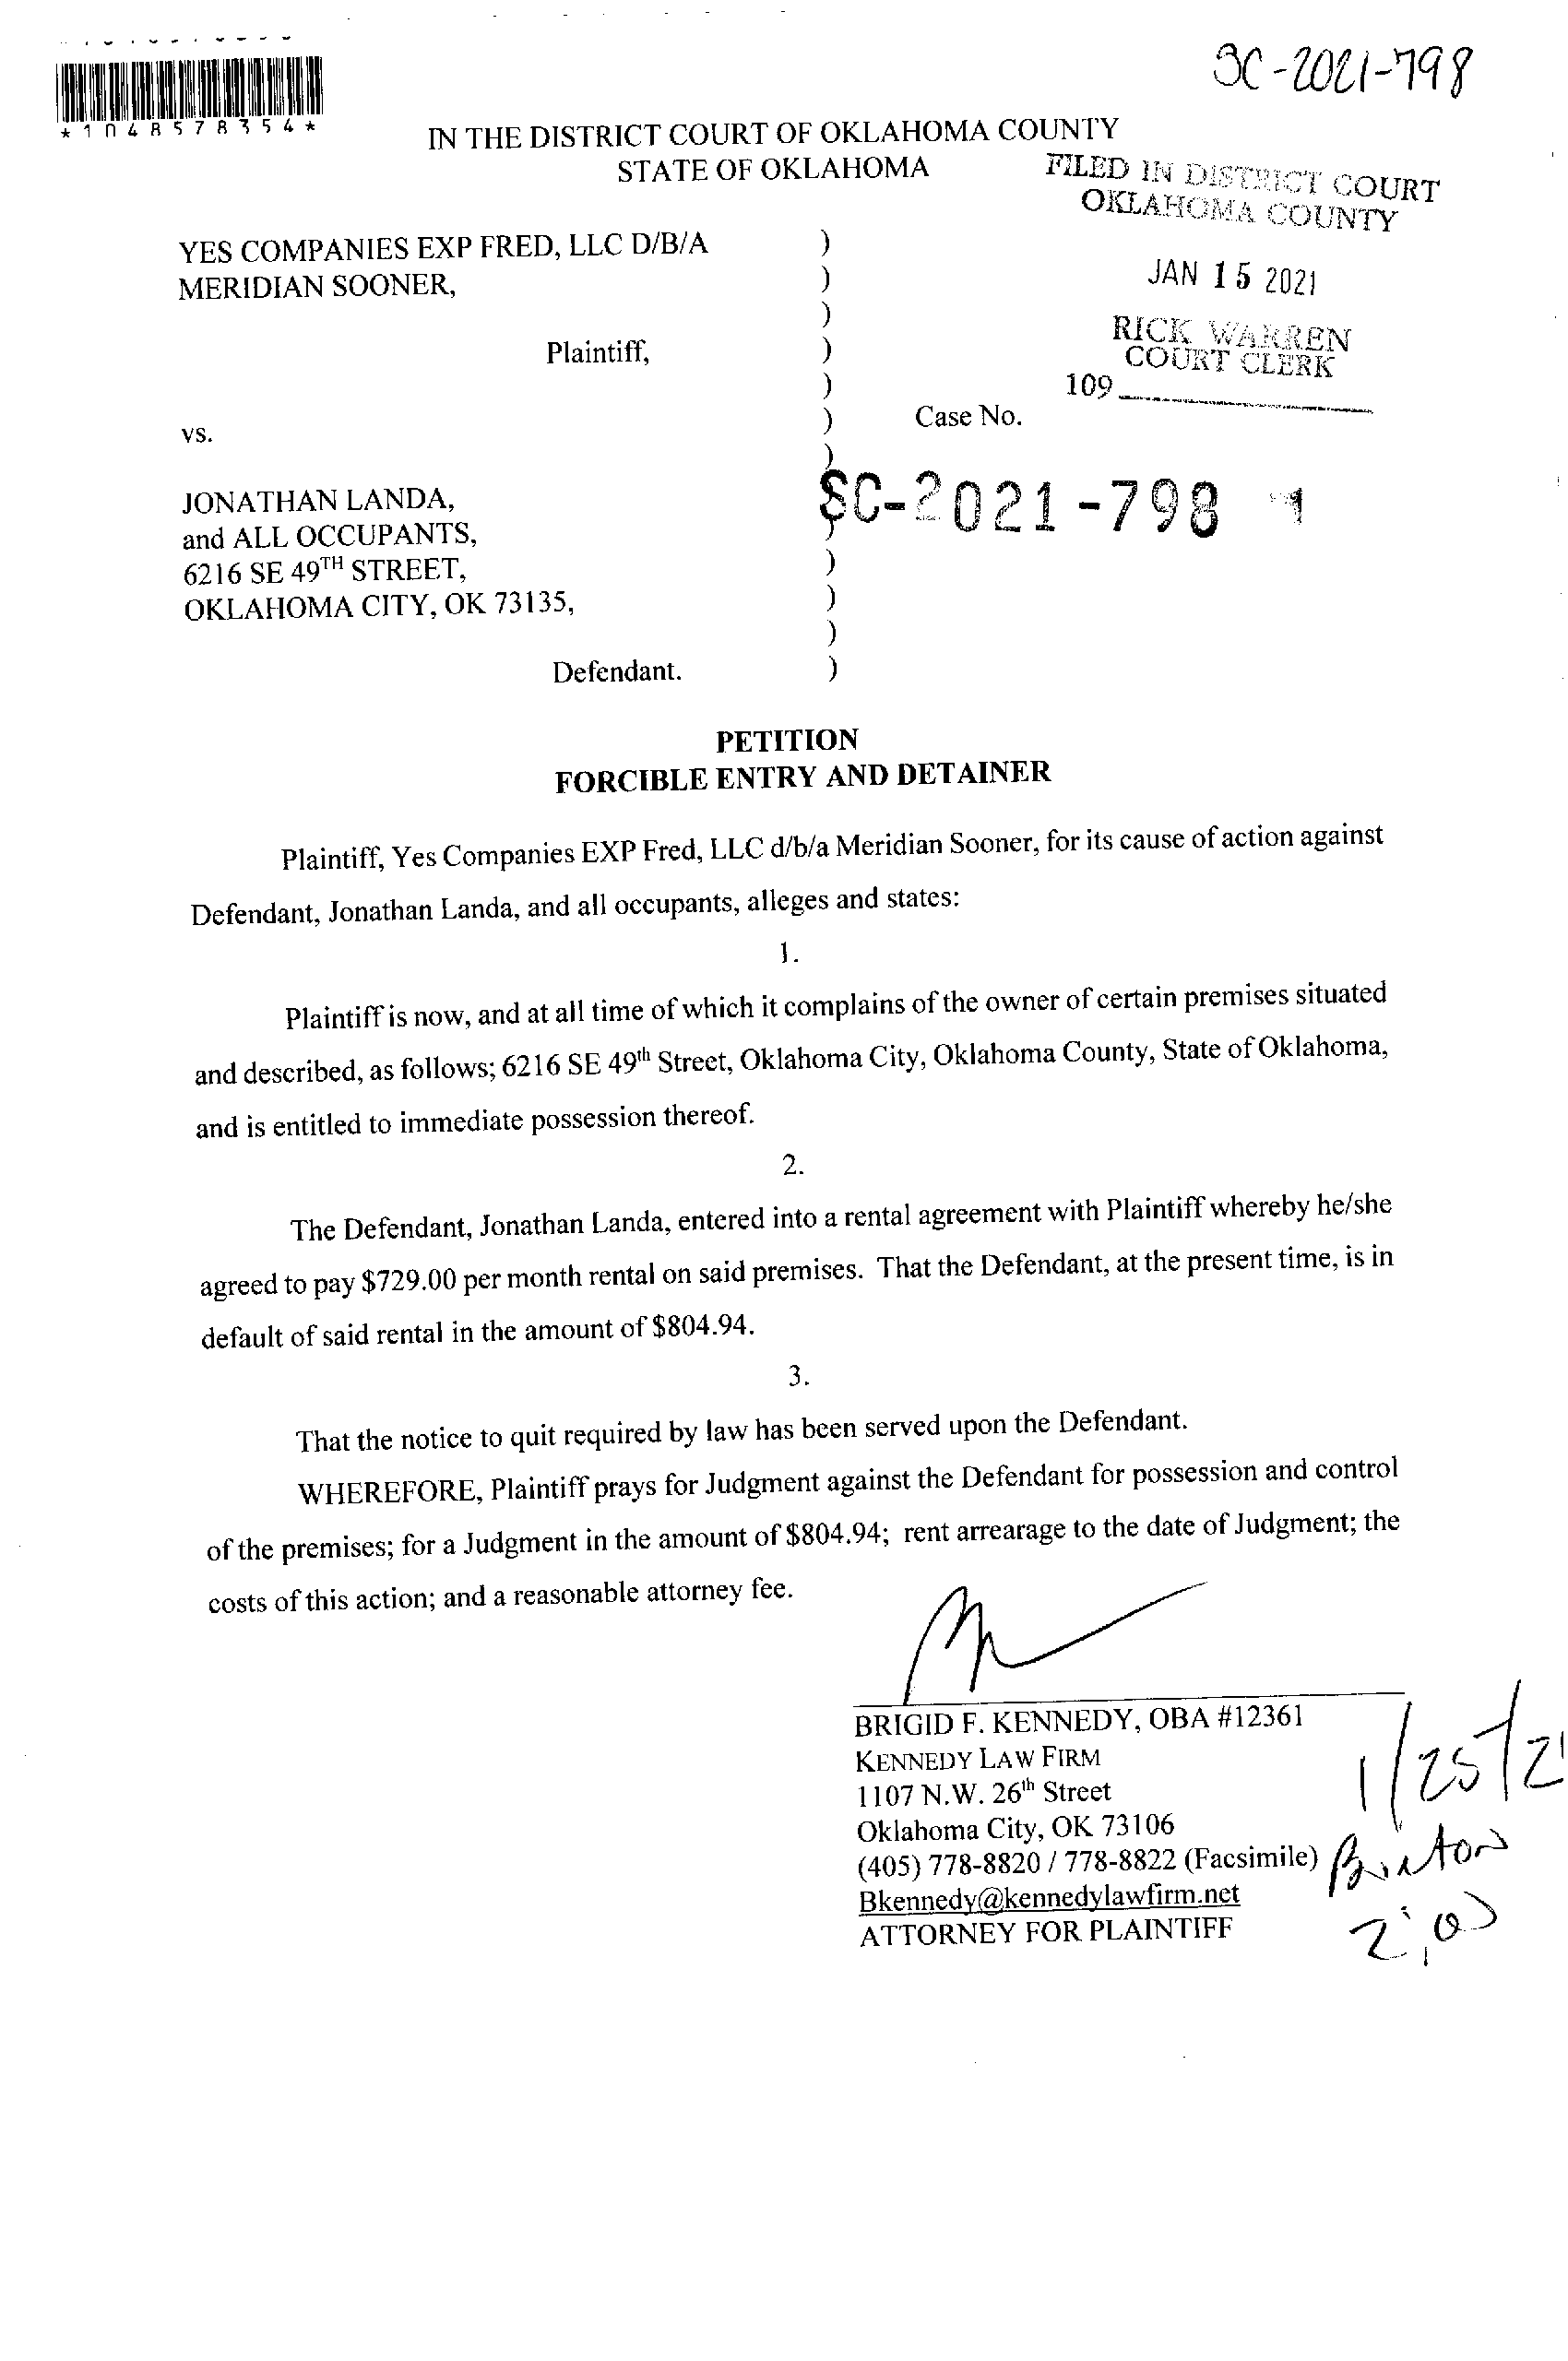 SC-2021-798
*1048578354*
IN THE DISTRICT COURT OF OKLAHOMA COUNTY
STATE OF OKLAHOMA
FILED IN DISTRICT COURT
OKLAHOMA COUNTY
JAN 15 2021
RICK WARREN
COURT CLERK
109
YES COMPANIES EXP FRED, LLC D/B/A )
MERIDIAN SOONER, )
)
Plaintiff, )
)
) Case No.
vs.
)
SC-2021-798
JONATHAN LANDA,
and ALL OCCUPANTS, )
6216 SE 49TH STREET, )
OKLAHOMA CITY, OK 73135, )
)
Defendant. )
PETITION
FORCIBLE ENTRY AND DETAINER
Plaintiff, Yes Companies EXP Fred, LLC d/b/a Meridian Sooner, for its cause of action against
Defendant, Jonathan Landa, and all occupants, alleges and states:
1.
Plaintiff is now, and at all time of which it complains of the owner of certain premises situated
and described, as follows; 6216 SE 49th Street, Oklahoma City, Oklahoma County, State of Oklahoma,
and is entitled to immediate possession thereof.
2.
The Defendant, Jonathan Landa, entered into a rental agreement with Plaintiff whereby he/she
agreed to pay $729.00 per month rental on said premises. That the Defendant, at the present time, is in
default of said rental in the amount of $804.94.
3.
That the notice to quit required by law has been served upon the Defendant.
WHEREFORE, Plaintiff prays for Judgment against the Defendant for possession and control
of the premises; for a Judgment in the amount of $804.94; rent arrearage to the date of Judgment; the
costs of this action; and a reasonable attorney fee.
BRIGID F. KENNEDY, OBA #12361
KENNEDY LAW FIRM
1107 N.W. 26th Street
Oklahoma City, OK 73106
(405) 778-8820 / 778-8822 (Facsimile)
Bkennedy@kennedylawfirm.net
ATTORNEY FOR PLAINTIFF
1/25/21